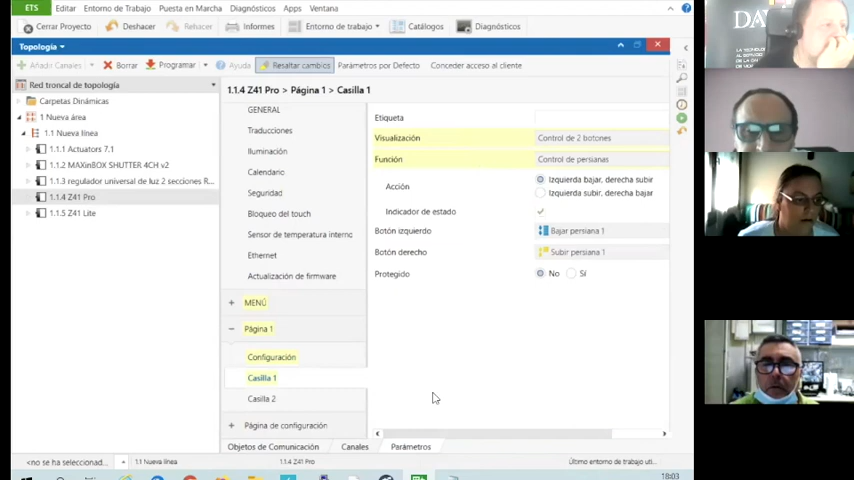 ETS Editar Entorno de Trabajo Puesta en Marcha Diagnósticos Apps Ventana
Cerrar Proyecto Deshacer Rehacer Informes Entorno de trabajo Catálogos Diagnósticos
Topología
Añadir Canales Borrar Programar Ayuda Resaltar cambios Parámetros por Defecto Conceder acceso al cliente
Red troncal de topología
Carpetas Dinámicas
1 Nueva área
1.1 Nueva línea
1.1.1 Actuators 7.1
1.1.2 MAXinBOX SHUTTER 4CH v2
1.1.3 regulador universal de luz 2 secciones R...
1.1.4 Z41 Pro
1.1.5 Z41 Lite
1.1.4 Z41 Pro > Página 1 > Casilla 1
GENERAL
Traducciones
Iluminación
Calendario
Seguridad
Bloqueo del touch
Sensor de temperatura interno
Ethernet
Actualización de firmware
MENÚ
Página 1
Configuración
Casilla 1
Casilla 2
Página de configuración
Etiqueta
Visualización Control de 2 botones
Función Control de persianas
Acción Izquierda bajar, derecha subir
Izquierda subir, derecha bajar
Indicador de estado
Botón izquierdo Bajar persiana 1
Botón derecho Subir persiana 1
Protegido No Sí
Objetos de Comunicación Canales Parámetros
<no se ha seleccionad... 1.1 Nueva línea 1.1.4 Z41 Pro Último entorno de trabajo uti...
18:03
LA TECNOLOG
AL SERVICIO